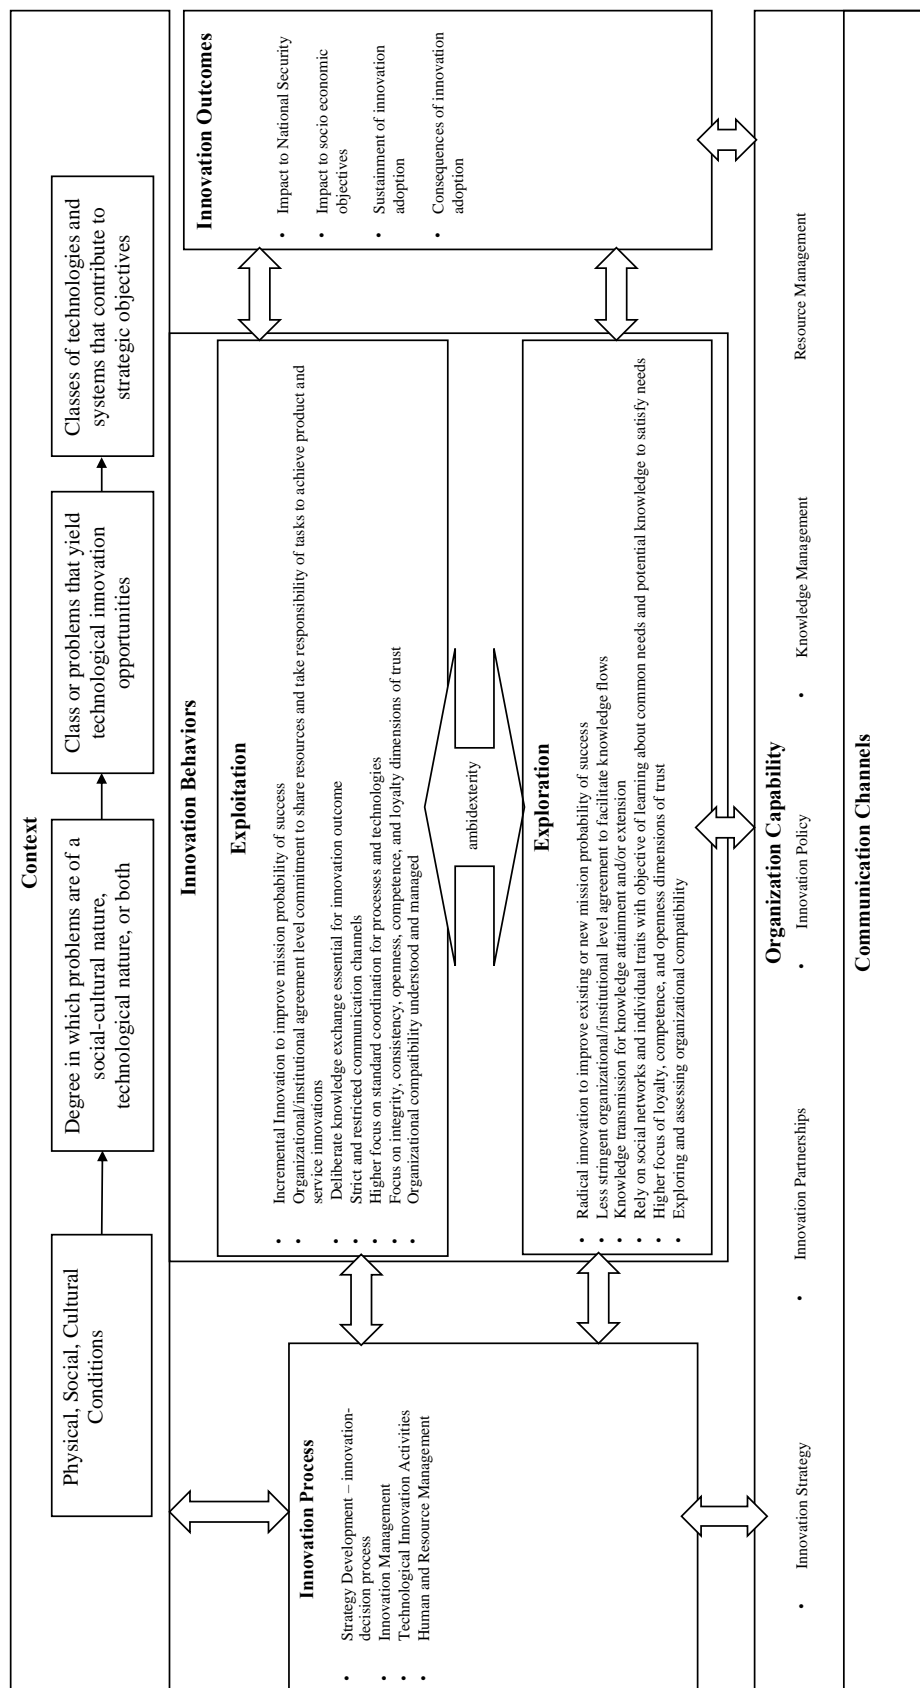 Context
Physical, Social, Cultural
Conditions
Degree in which problems are of a
social-cultural nature,
technological nature, or both
Class or problems that yield
technological innovation
opportunities
Classes of technologies and
systems that contribute to
strategic objectives
Innovation Process
• Strategy Development – innovation-
decision process
• Innovation Management
• Technological Innovation Activities
• Human and Resource Management
Innovation Behaviors
Exploitation
• Incremental Innovation to improve mission probability of success
• Organizational/institutional agreement level commitment to share resources and take responsibility of tasks to achieve product and
service innovations
• Deliberate knowledge exchange essential for innovation outcome
• Strict and restricted communication channels
• Higher focus on standard coordination for processes and technologies
• Focus on integrity, consistency, openness, competence, and loyalty dimensions of trust
• Organizational compatibility understood and managed
ambidexterity
Exploration
• Radical innovation to improve existing or new mission probability of success
• Less stringent organizational/institutional level agreement to facilitate knowledge flows
• Knowledge transmission for knowledge attainment and/or extension
• Rely on social networks and individual traits with objective of learning about common needs and potential knowledge to satisfy needs
• Higher focus of loyalty, competence, and openness dimensions of trust
• Exploring and assessing organizational compatibility
Innovation Outcomes
• Impact to National Security
• Impact to socio economic
objectives
• Sustainment of innovation
adoption
• Consequences of innovation
adoption
Organization Capability
• Innovation Strategy
• Innovation Partnerships
• Innovation Policy
• Knowledge Management
Resource Management
Communication Channels